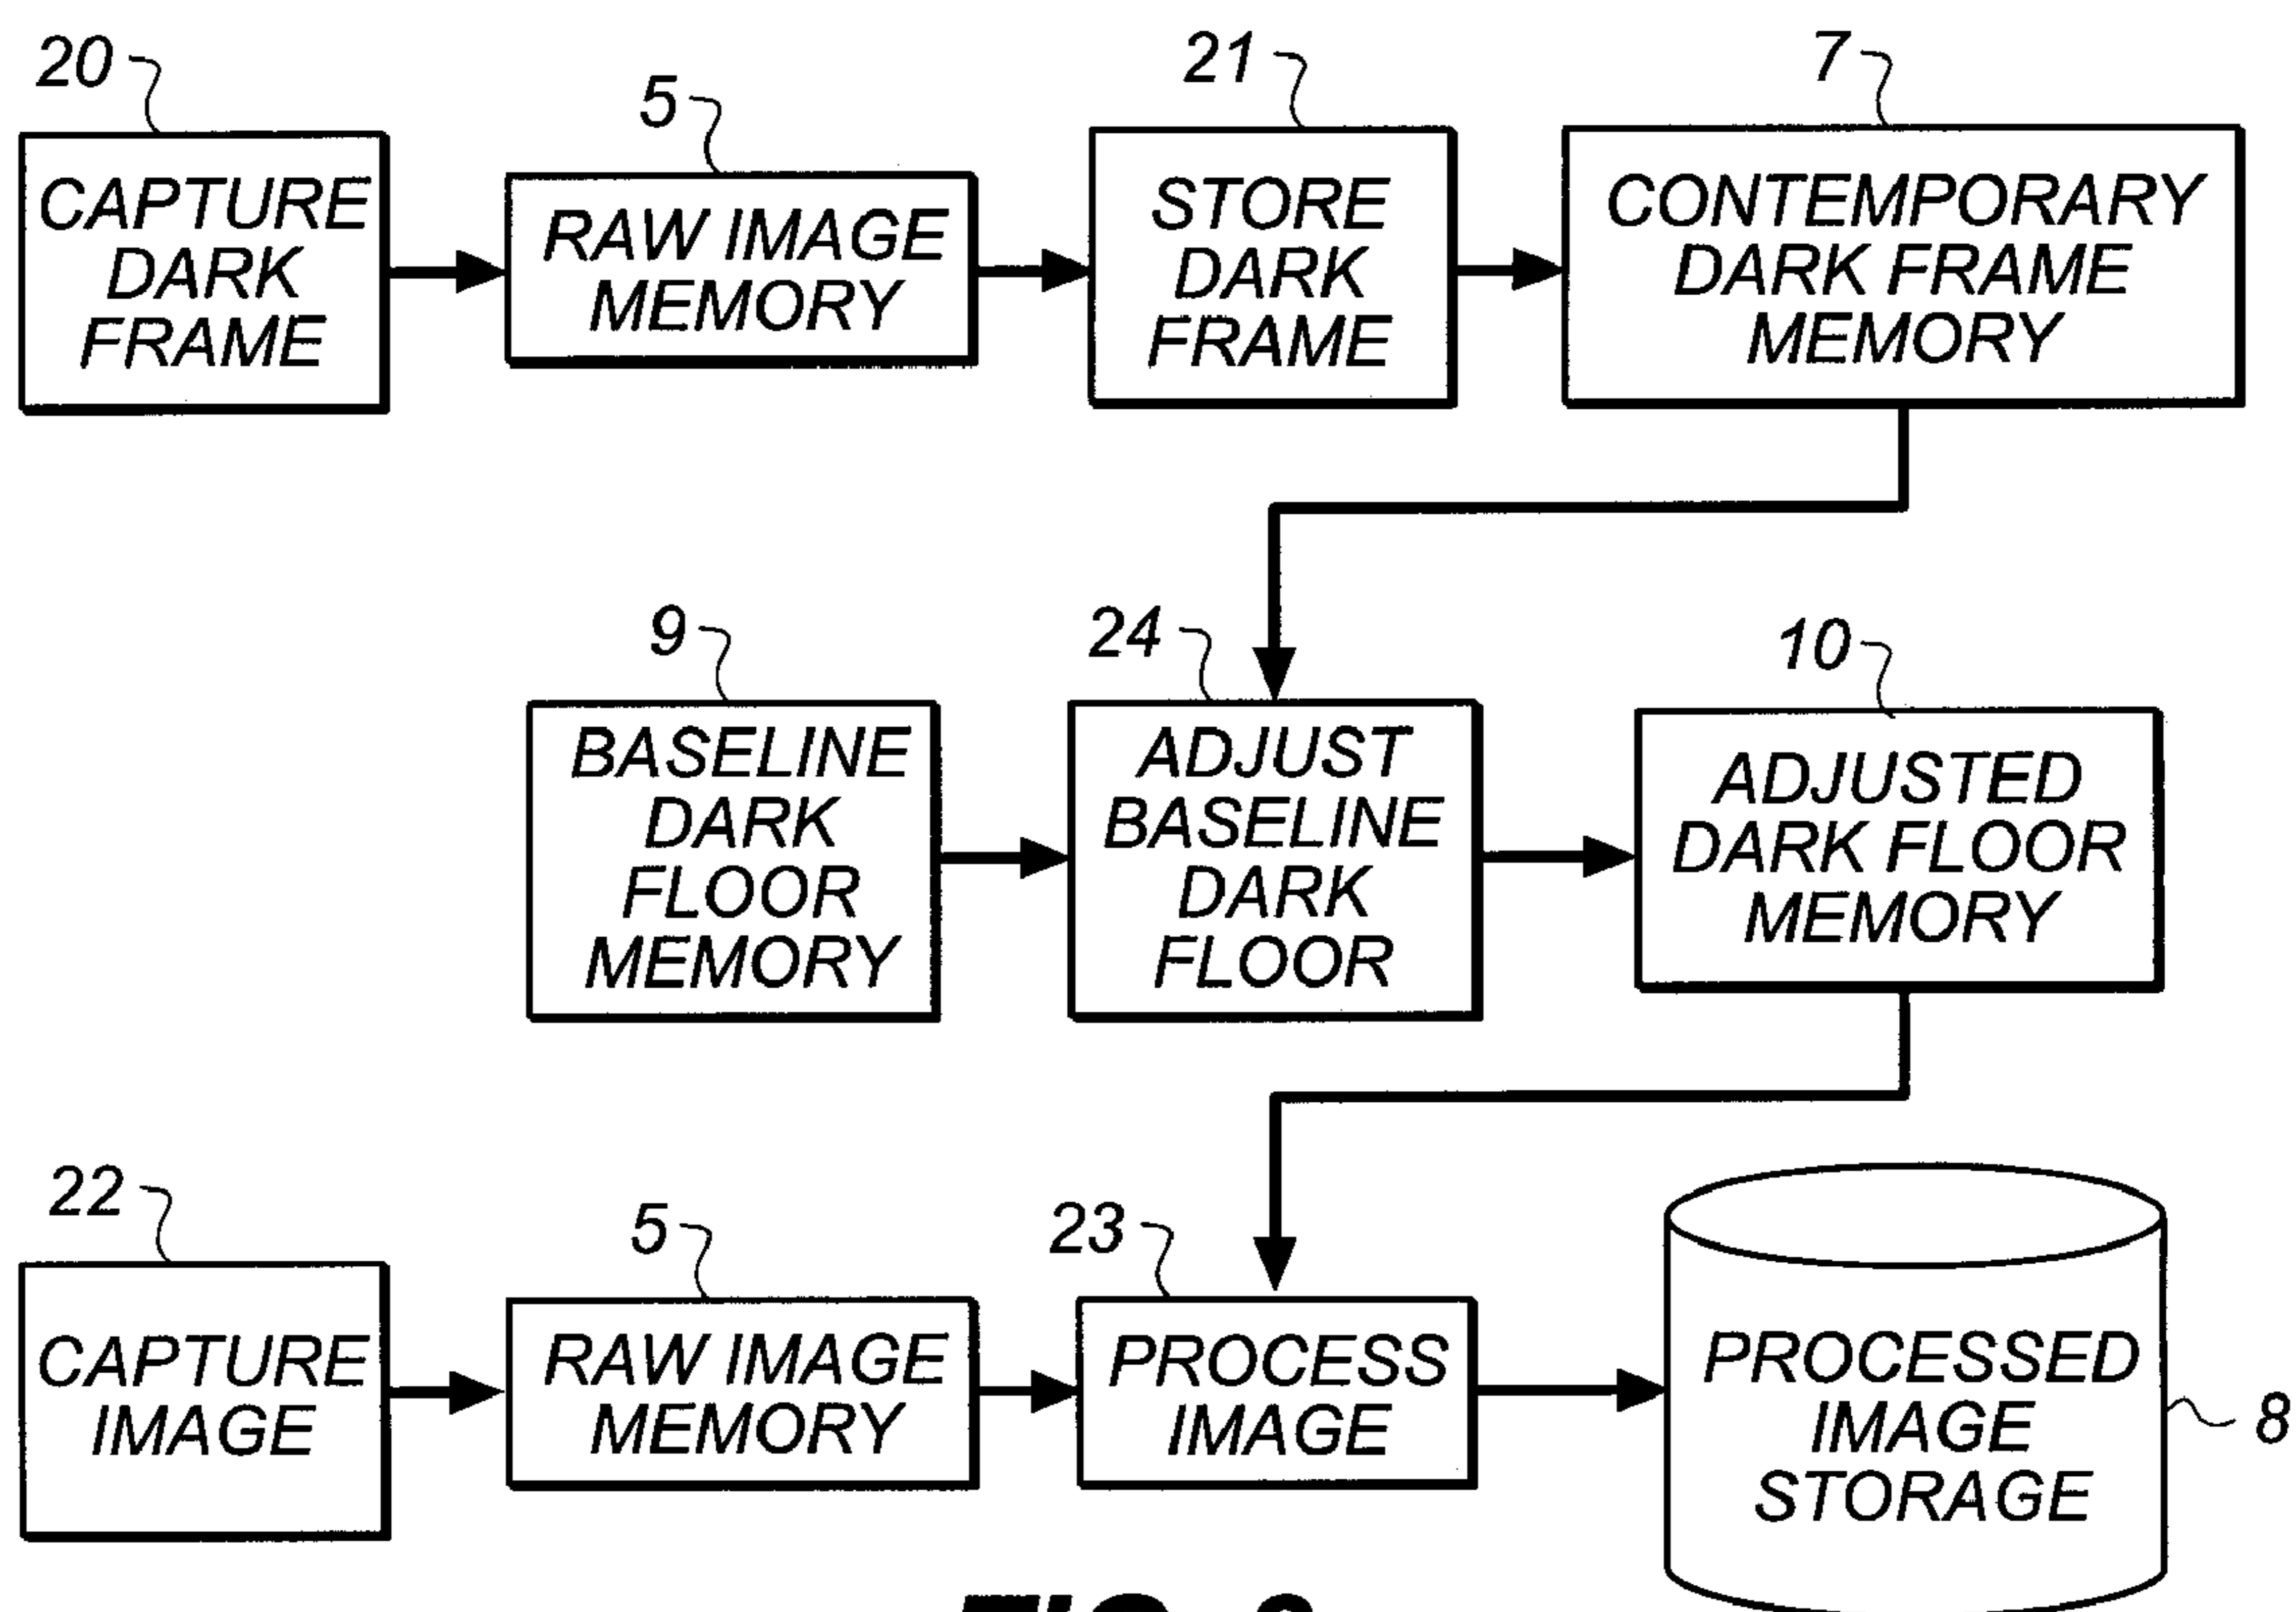 20
5
21
7
CAPTURE
DARK
FRAME
RAW IMAGE
MEMORY
STORE
DARK
FRAME
CONTEMPORARY
DARK FRAME
MEMORY
9
24
10
BASELINE
DARK
FLOOR
MEMORY
ADJUST
BASELINE
DARK
FLOOR
ADJUSTED
DARK FLOOR
MEMORY
22
5
23
8
CAPTURE
IMAGE
RAW IMAGE
MEMORY
PROCESS
IMAGE
PROCESSED
IMAGE
STORAGE